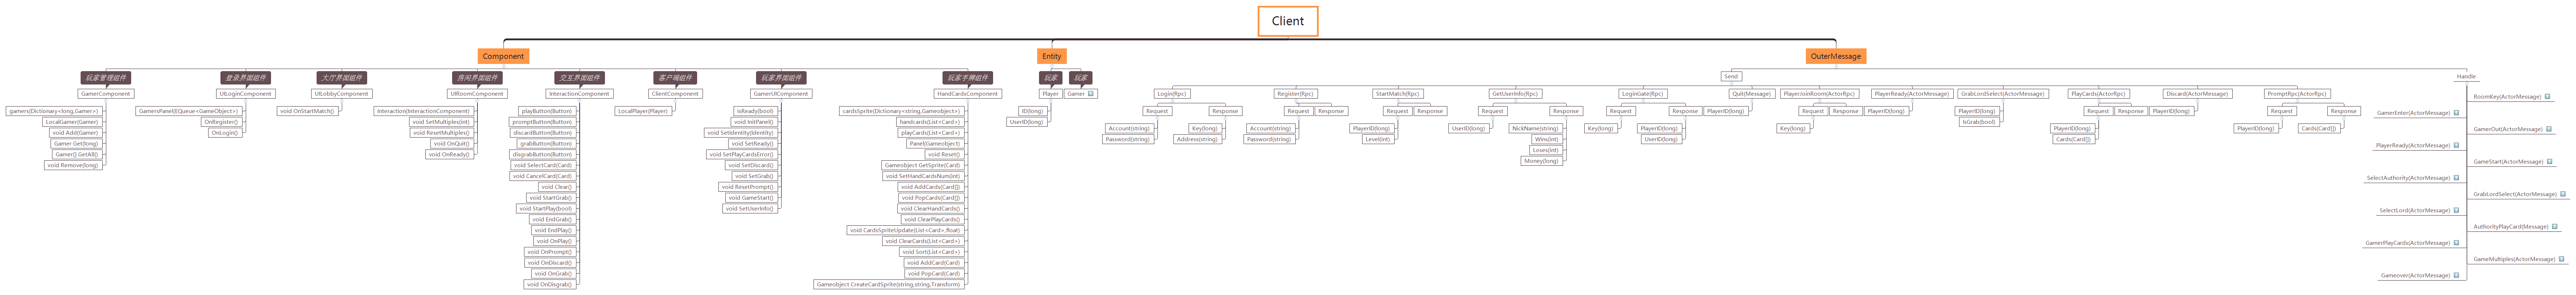 Client
Component
玩家管理组件
GamerComponent
gamers(Dictionary<long,Gamer>)
LocalGamer(Gamer)
void Add(Gamer)
Gamer Get(long)
Gamer[] GetAll()
void Remove(long)
登录界面组件
UILoginComponent
GamersPanel(IQueue<GameObject>)
OnRegister()
OnLogin()
大厅界面组件
UILobbyComponent
void OnStartMatch()
房间界面组件
UIRoomComponent
Interaction(InteractionComponent)
void SetMultiples(int)
void ResetMultiples()
void OnQuit()
void OnReady()
交互界面组件
InteractionComponent
playButton(Button)
promptButton(Button)
discardButton(Button)
grabButton(Button)
disgrabButton(Button)
void SelectCard(Card)
void CancelCard(Card)
void Clear()
void StartGrab()
void StartPlay(bool)
void EndGrab()
void EndPlay()
void OnPlay()
void OnPrompt()
void OnDiscard()
void OnGrab()
void OnDisgrab()
客户端组件
ClientComponent
LocalPlayer(Player)
玩家界面组件
GamerUIComponent
isReady(bool)
void InitPanel()
void SetIdentity(Identity)
void SetReady()
void SetPlayCardsError()
void SetDiscard()
void SetGrab()
void ResetPrompt()
void GameStart()
void SetUserInfo()
玩家手牌组件
HandCardsComponent
cardsSprite(Dictionary<string,Gameobject>)
handcards(List<Card>)
playCards(List<Card>)
Panel(Gameobject)
void Reset()
Gameobject GetSprite(Card)
void SetHandCardsNum(int)
void AddCards(Card[])
void PopCards(Card[])
void ClearHandCards()
void ClearPlayCards()
void CardsSpriteUpdate(List<Card>,float)
void ClearCards(List<Card>)
void Sort(List<Card>)
void AddCard(Card)
void PopCard(Card)
Gameobject CreateCardSprite(string,string,Transform)
Entity
玩家
Player
ID(long)
UserID(long)
玩家
Gamer
OuterMessage
Send
Login(Rpc)
Request
Account(string)
Password(string)
Response
Key(long)
Address(string)
Register(Rpc)
Request
Account(string)
Password(string)
Response
StartMatch(Rpc)
Request
PlayerID(long)
Level(int)
Response
GetUserInfo(Rpc)
Request
UserID(long)
Response
NickName(string)
Wins(int)
Loses(int)
Money(long)
LoginGate(Rpc)
Request
Key(long)
Response
PlayerID(long)
UserID(long)
Quit(Message)
PlayerID(long)
PlayerJoinRoom(ActorRpc)
Request
Key(long)
Response
PlayerReady(ActorMessage)
PlayerID(long)
GrabLordSelect(ActorMessage)
PlayerID(long)
IsGrab(bool)
PlayCards(ActorRpc)
Request
PlayerID(long)
Cards(Card[])
Response
Discard(ActorMessage)
PlayerID(long)
PromptRpc(ActorRpc)
Request
PlayerID(long)
Response
Cards(Card[])
Handle
RoomKey(ActorMessage)
GamerEnter(ActorMessage)
GamerOut(ActorMessage)
PlayerReady(ActorMessage)
GameStart(ActorMessage)
SelectAuthority(ActorMessage)
GrabLordSelect(ActorMessage)
SelectLord(ActorMessage)
AuthorityPlayCard(Message)
GamerPlayCards(ActorMessage)
GameMultiples(ActorMessage)
Gameover(ActorMessage)